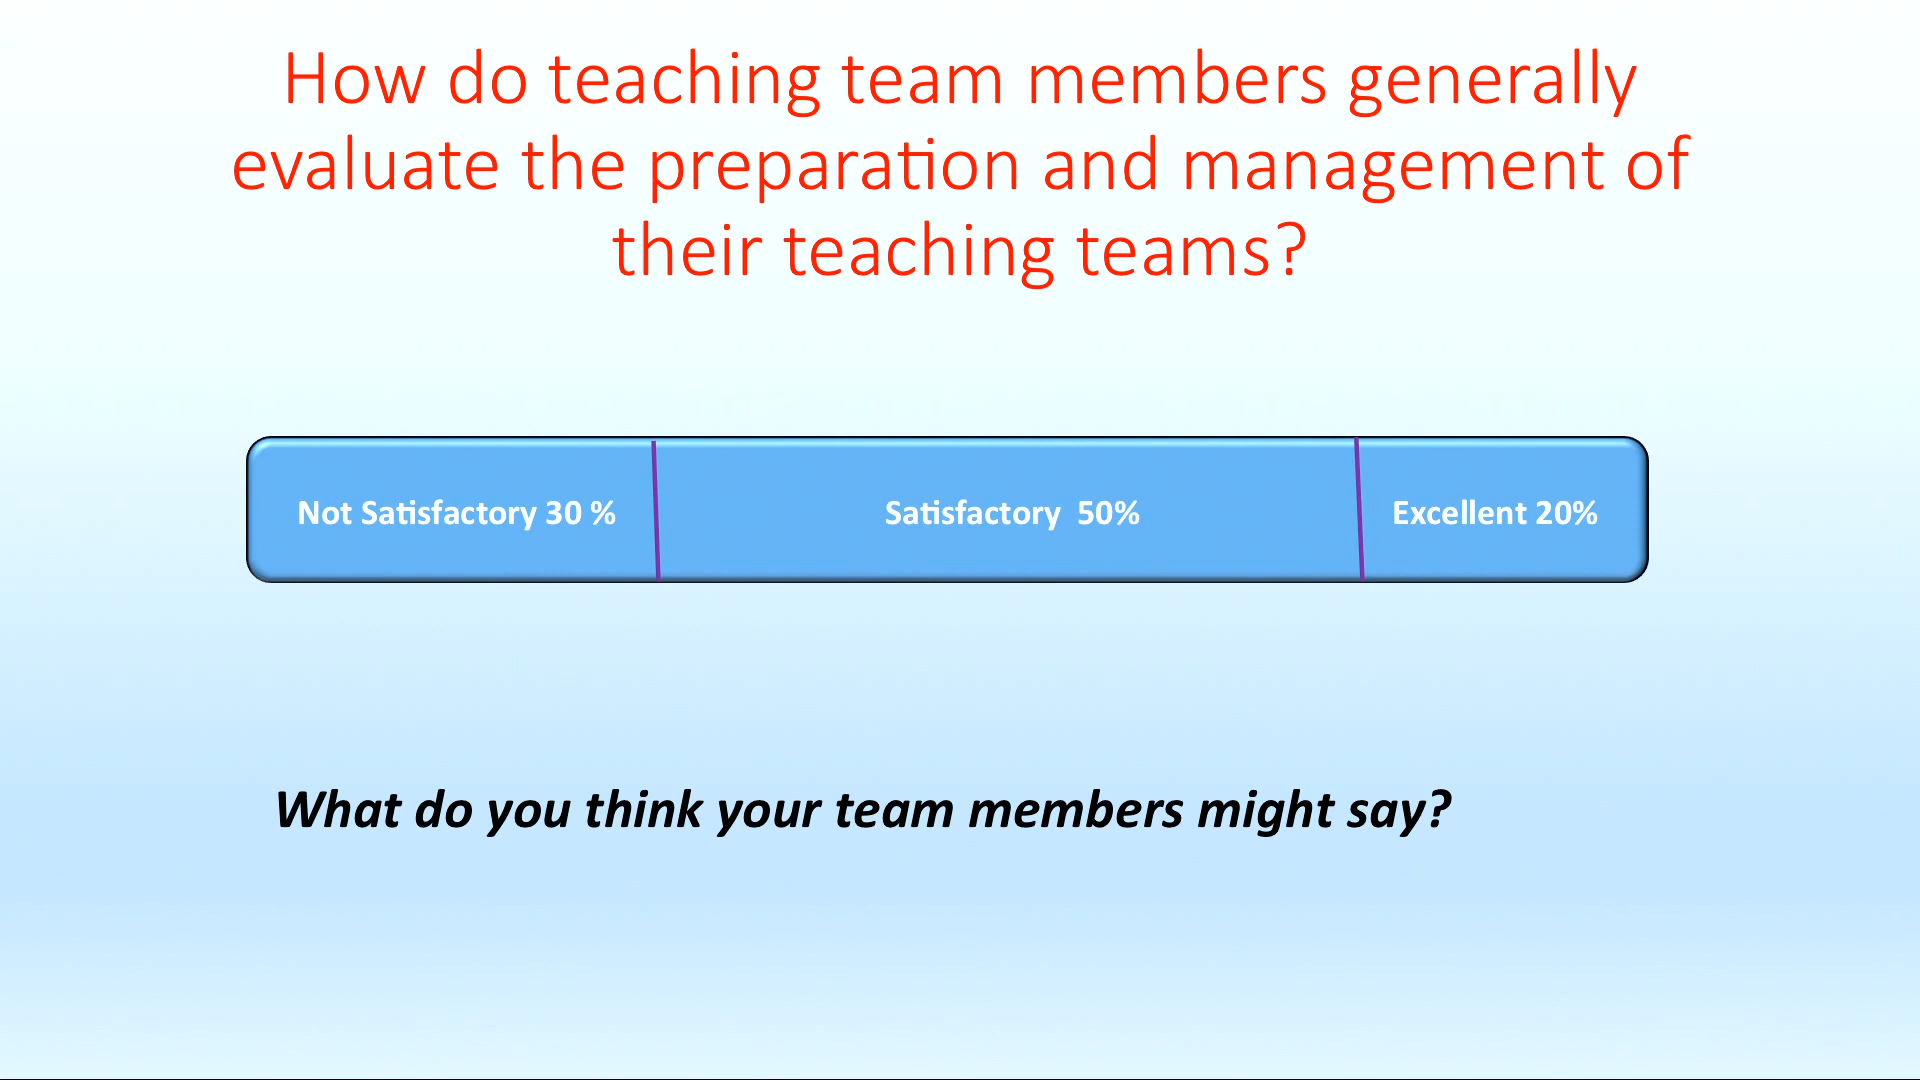 How do teaching team members generally
evaluate the preparation and management of
their teaching teams?
Not Satisfactory 30 %
Satisfactory  50%
Excellent 20%
What do you think your team members might say?